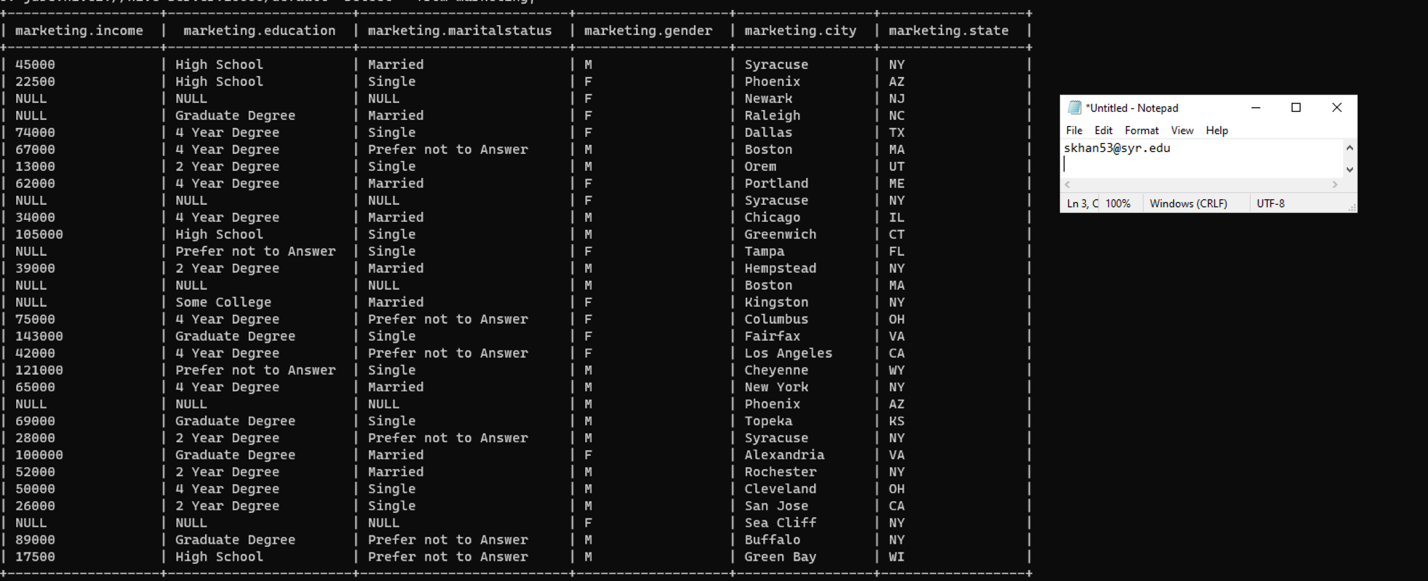 | marketing.income | marketing.education | marketing.maritalstatus | marketing.gender | marketing.city | marketing.state |
| 45000 | High School | Married | M | Syracuse | NY |
| 22500 | High School | Single | F | Phoenix | AZ |
| NULL | NULL | NULL | F | Newark | NJ |
| NULL | Graduate Degree | Married | F | Raleigh | NC |
| 74000 | 4 Year Degree | Single | F | Dallas | TX |
| 67000 | 4 Year Degree | Prefer not to Answer | M | Boston | MA |
| 13000 | 2 Year Degree | Single | M | Orem | UT |
| 62000 | 4 Year Degree | Married | F | Portland | ME |
| NULL | NULL | NULL | F | Syracuse | NY |
| 34000 | 4 Year Degree | Married | M | Chicago | IL |
| 105000 | High School | Single | M | Greenwich | CT |
| NULL | Prefer not to Answer | Single | F | Tampa | FL |
| 39000 | 2 Year Degree | Married | M | Hempstead | NY |
| NULL | NULL | NULL | M | Boston | MA |
| NULL | Some College | Married | F | Kingston | NY |
| 75000 | 4 Year Degree | Prefer not to Answer | F | Columbus | OH |
| 143000 | Graduate Degree | Single | F | Fairfax | VA |
| 42000 | 4 Year Degree | Prefer not to Answer | F | Los Angeles | CA |
| 121000 | Prefer not to Answer | Single | M | Cheyenne | WY |
| 65000 | 4 Year Degree | Married | M | New York | NY |
| NULL | NULL | NULL | M | Phoenix | AZ |
| 69000 | Graduate Degree | Single | M | Topeka | KS |
| 28000 | 2 Year Degree | Prefer not to Answer | M | Syracuse | NY |
| 100000 | Graduate Degree | Married | F | Alexandria | VA |
| 52000 | 2 Year Degree | Married | M | Rochester | NY |
| 50000 | 4 Year Degree | Single | M | Cleveland | OH |
| 26000 | 2 Year Degree | Single | M | San Jose | CA |
| NULL | NULL | NULL | F | Sea Cliff | NY |
| 89000 | Graduate Degree | Prefer not to Answer | M | Buffalo | NY |
| 17500 | High School | Prefer not to Answer | M | Green Bay | WI |
*Untitled - Notepad
File Edit Format View Help
skhan53@syr.edu
Ln 3, C 100% Windows (CRLF) UTF-8